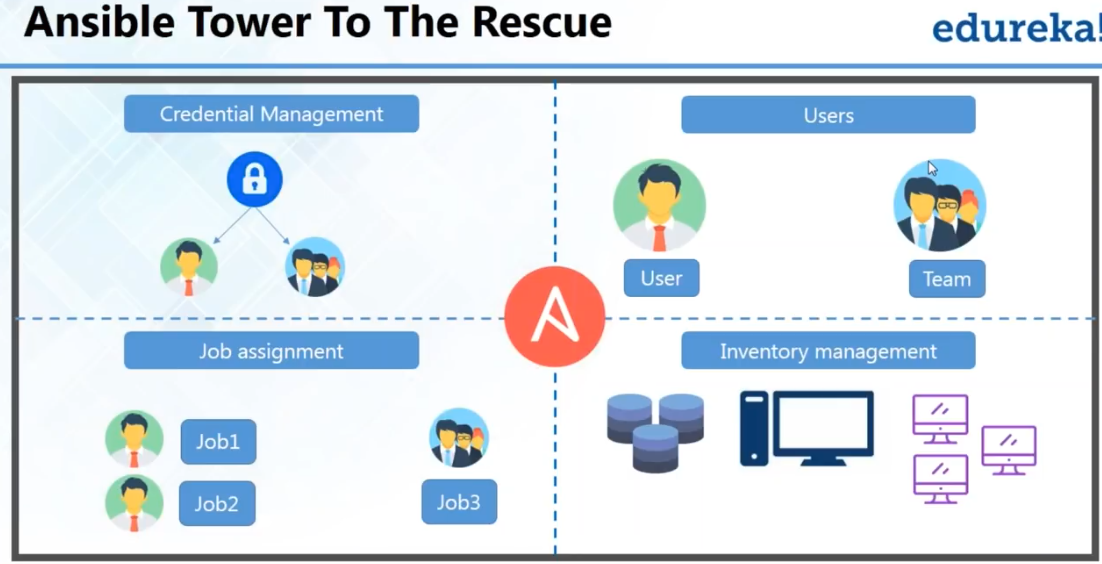 Ansible Tower To The Rescue
edureka!
Credential Management
Users
User
Team
Job assignment
Inventory management
Job1
Job2
Job3